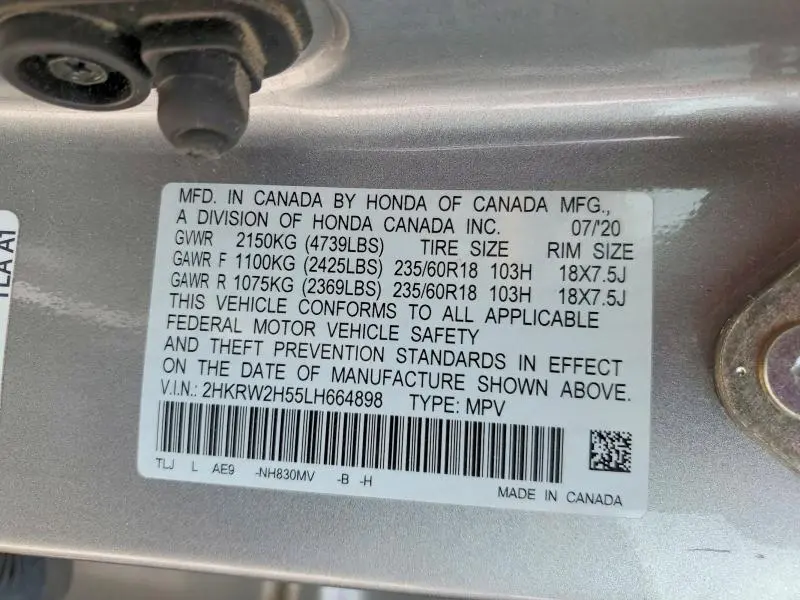 MFD. IN CANADA BY HONDA OF CANADA MFG.,
A DIVISION OF HONDA CANADA INC. 07/'20
GVWR 2150KG (4739LBS) TIRE SIZE RIM SIZE
GAWR F 1100KG (2425LBS) 235/60R18 103H 18X7.5J
GAWR R 1075KG (2369LBS) 235/60R18 103H 18X7.5J
THIS VEHICLE CONFORMS TO ALL APPLICABLE
FEDERAL MOTOR VEHICLE SAFETY
AND THEFT PREVENTION STANDARDS IN EFFECT
ON THE DATE OF MANUFACTURE SHOWN ABOVE.
V.I.N.: 2HKRW2H55LH664898 TYPE: MPV
TLJ L AE9 -NH830MV -B -H
MADE IN CANADA
TLA A1